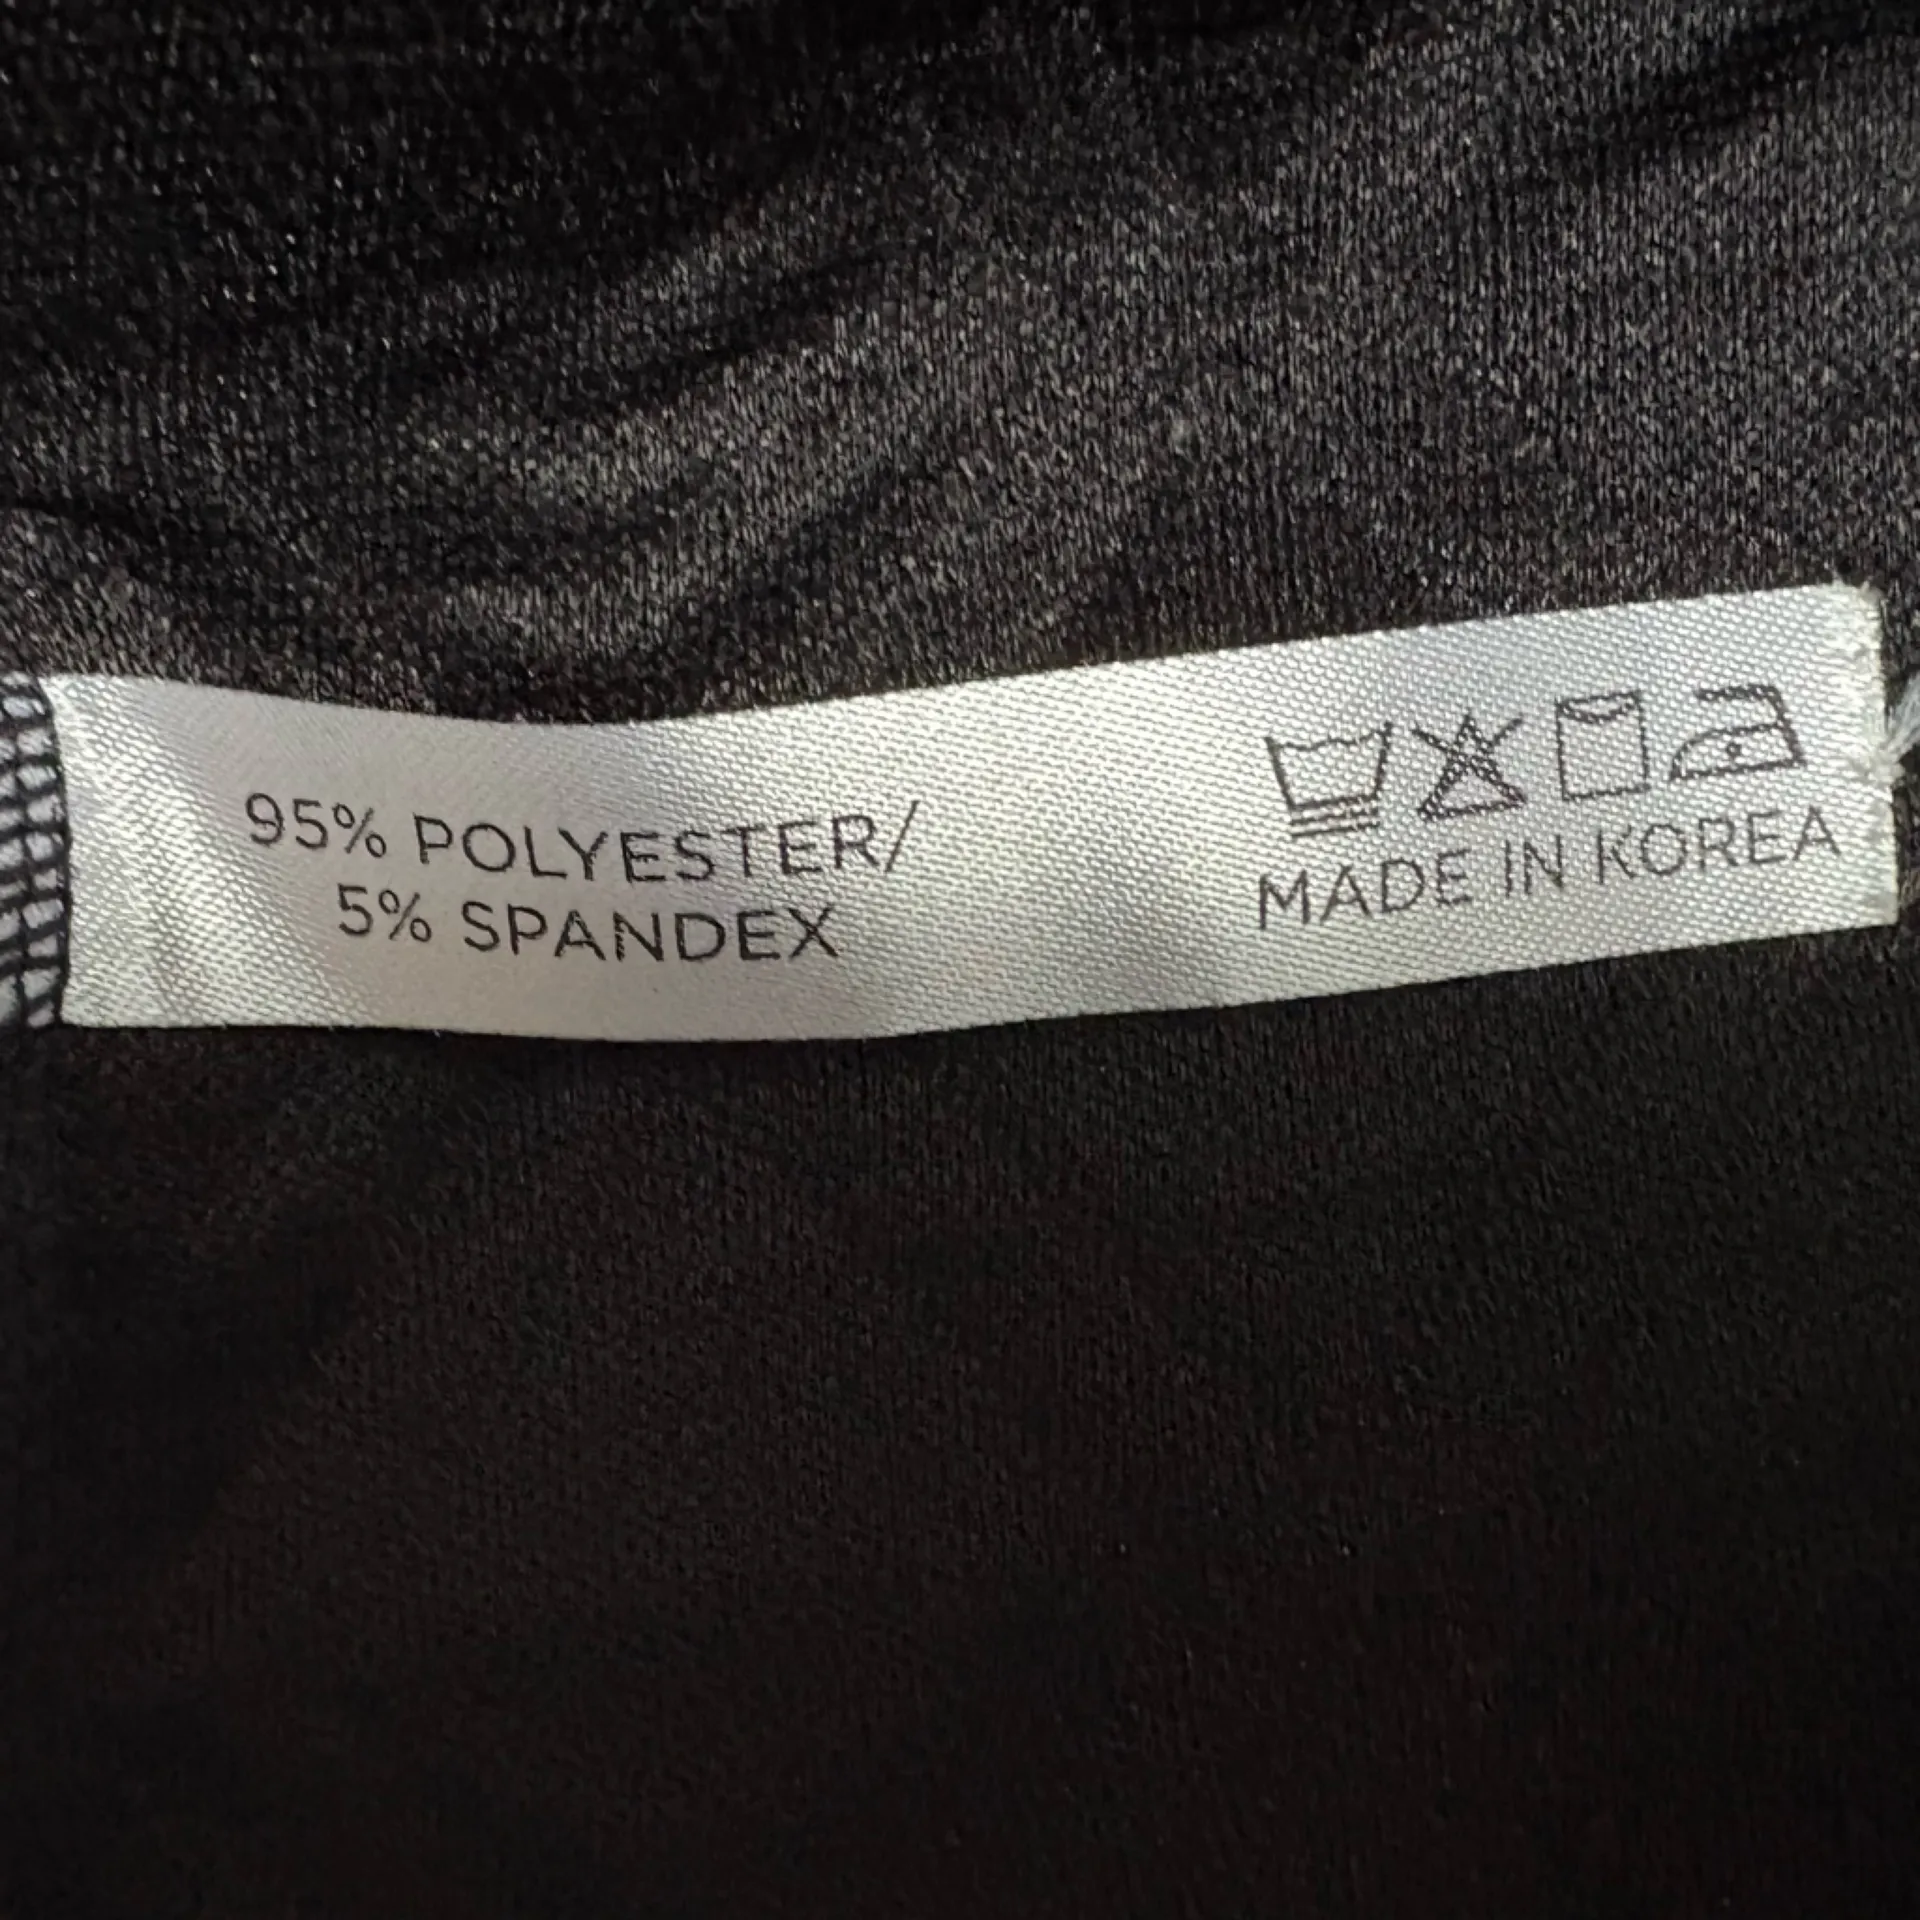 95% POLYESTER/
5% SPANDEX
MADE IN KOREA